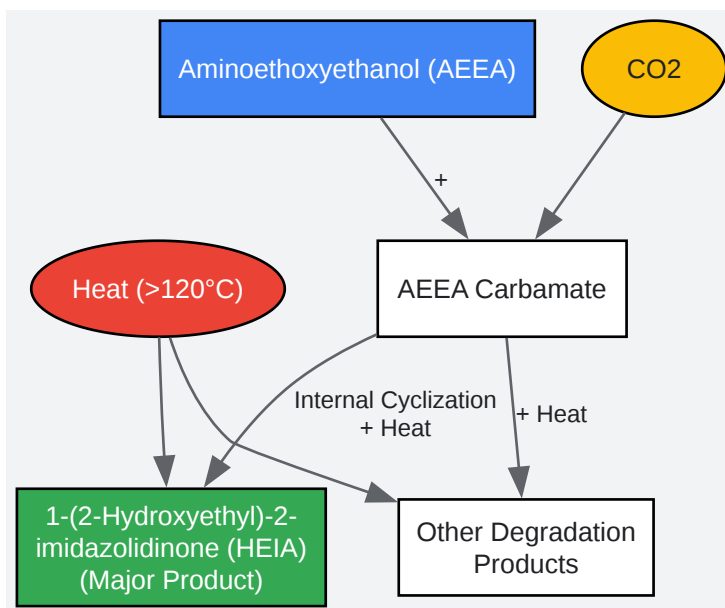 Aminoethoxyethanol (AEEA)
CO2
+
Heat (>120°C)
AEEA Carbamate
Internal Cyclization
+ Heat
+ Heat
1-(2-Hydroxyethyl)-2-
imidazolidinone (HEIA)
(Major Product)
Other Degradation
Products